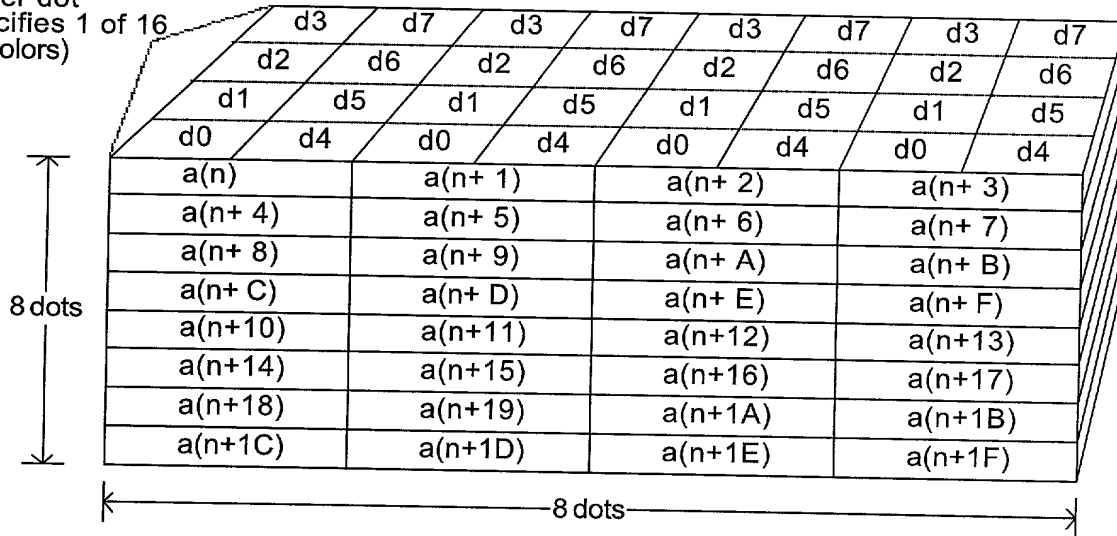 cifies 1 of 16
d3 d7 d3 d7 d3 d7 d3 d7
d2 d6 d2 d6 d2 d6 d2 d6
d1 d5 d1 d5 d1 d5 d1 d5
d0 d4 d0 d4 d0 d4 d0 d4
a(n) a(n+ 1) a(n+ 2) a(n+ 3)
a(n+ 4) a(n+ 5) a(n+ 6) a(n+ 7)
a(n+ 8) a(n+ 9) a(n+ A) a(n+ B)
a(n+ C) a(n+ D) a(n+ E) a(n+ F)
8 dots
a(n+10) a(n+11) a(n+12) a(n+13)
a(n+14) a(n+15) a(n+16) a(n+17)
a(n+18) a(n+19) a(n+1A) a(n+1B)
a(n+1C) a(n+1D) a(n+1E) a(n+1F)
8 dots